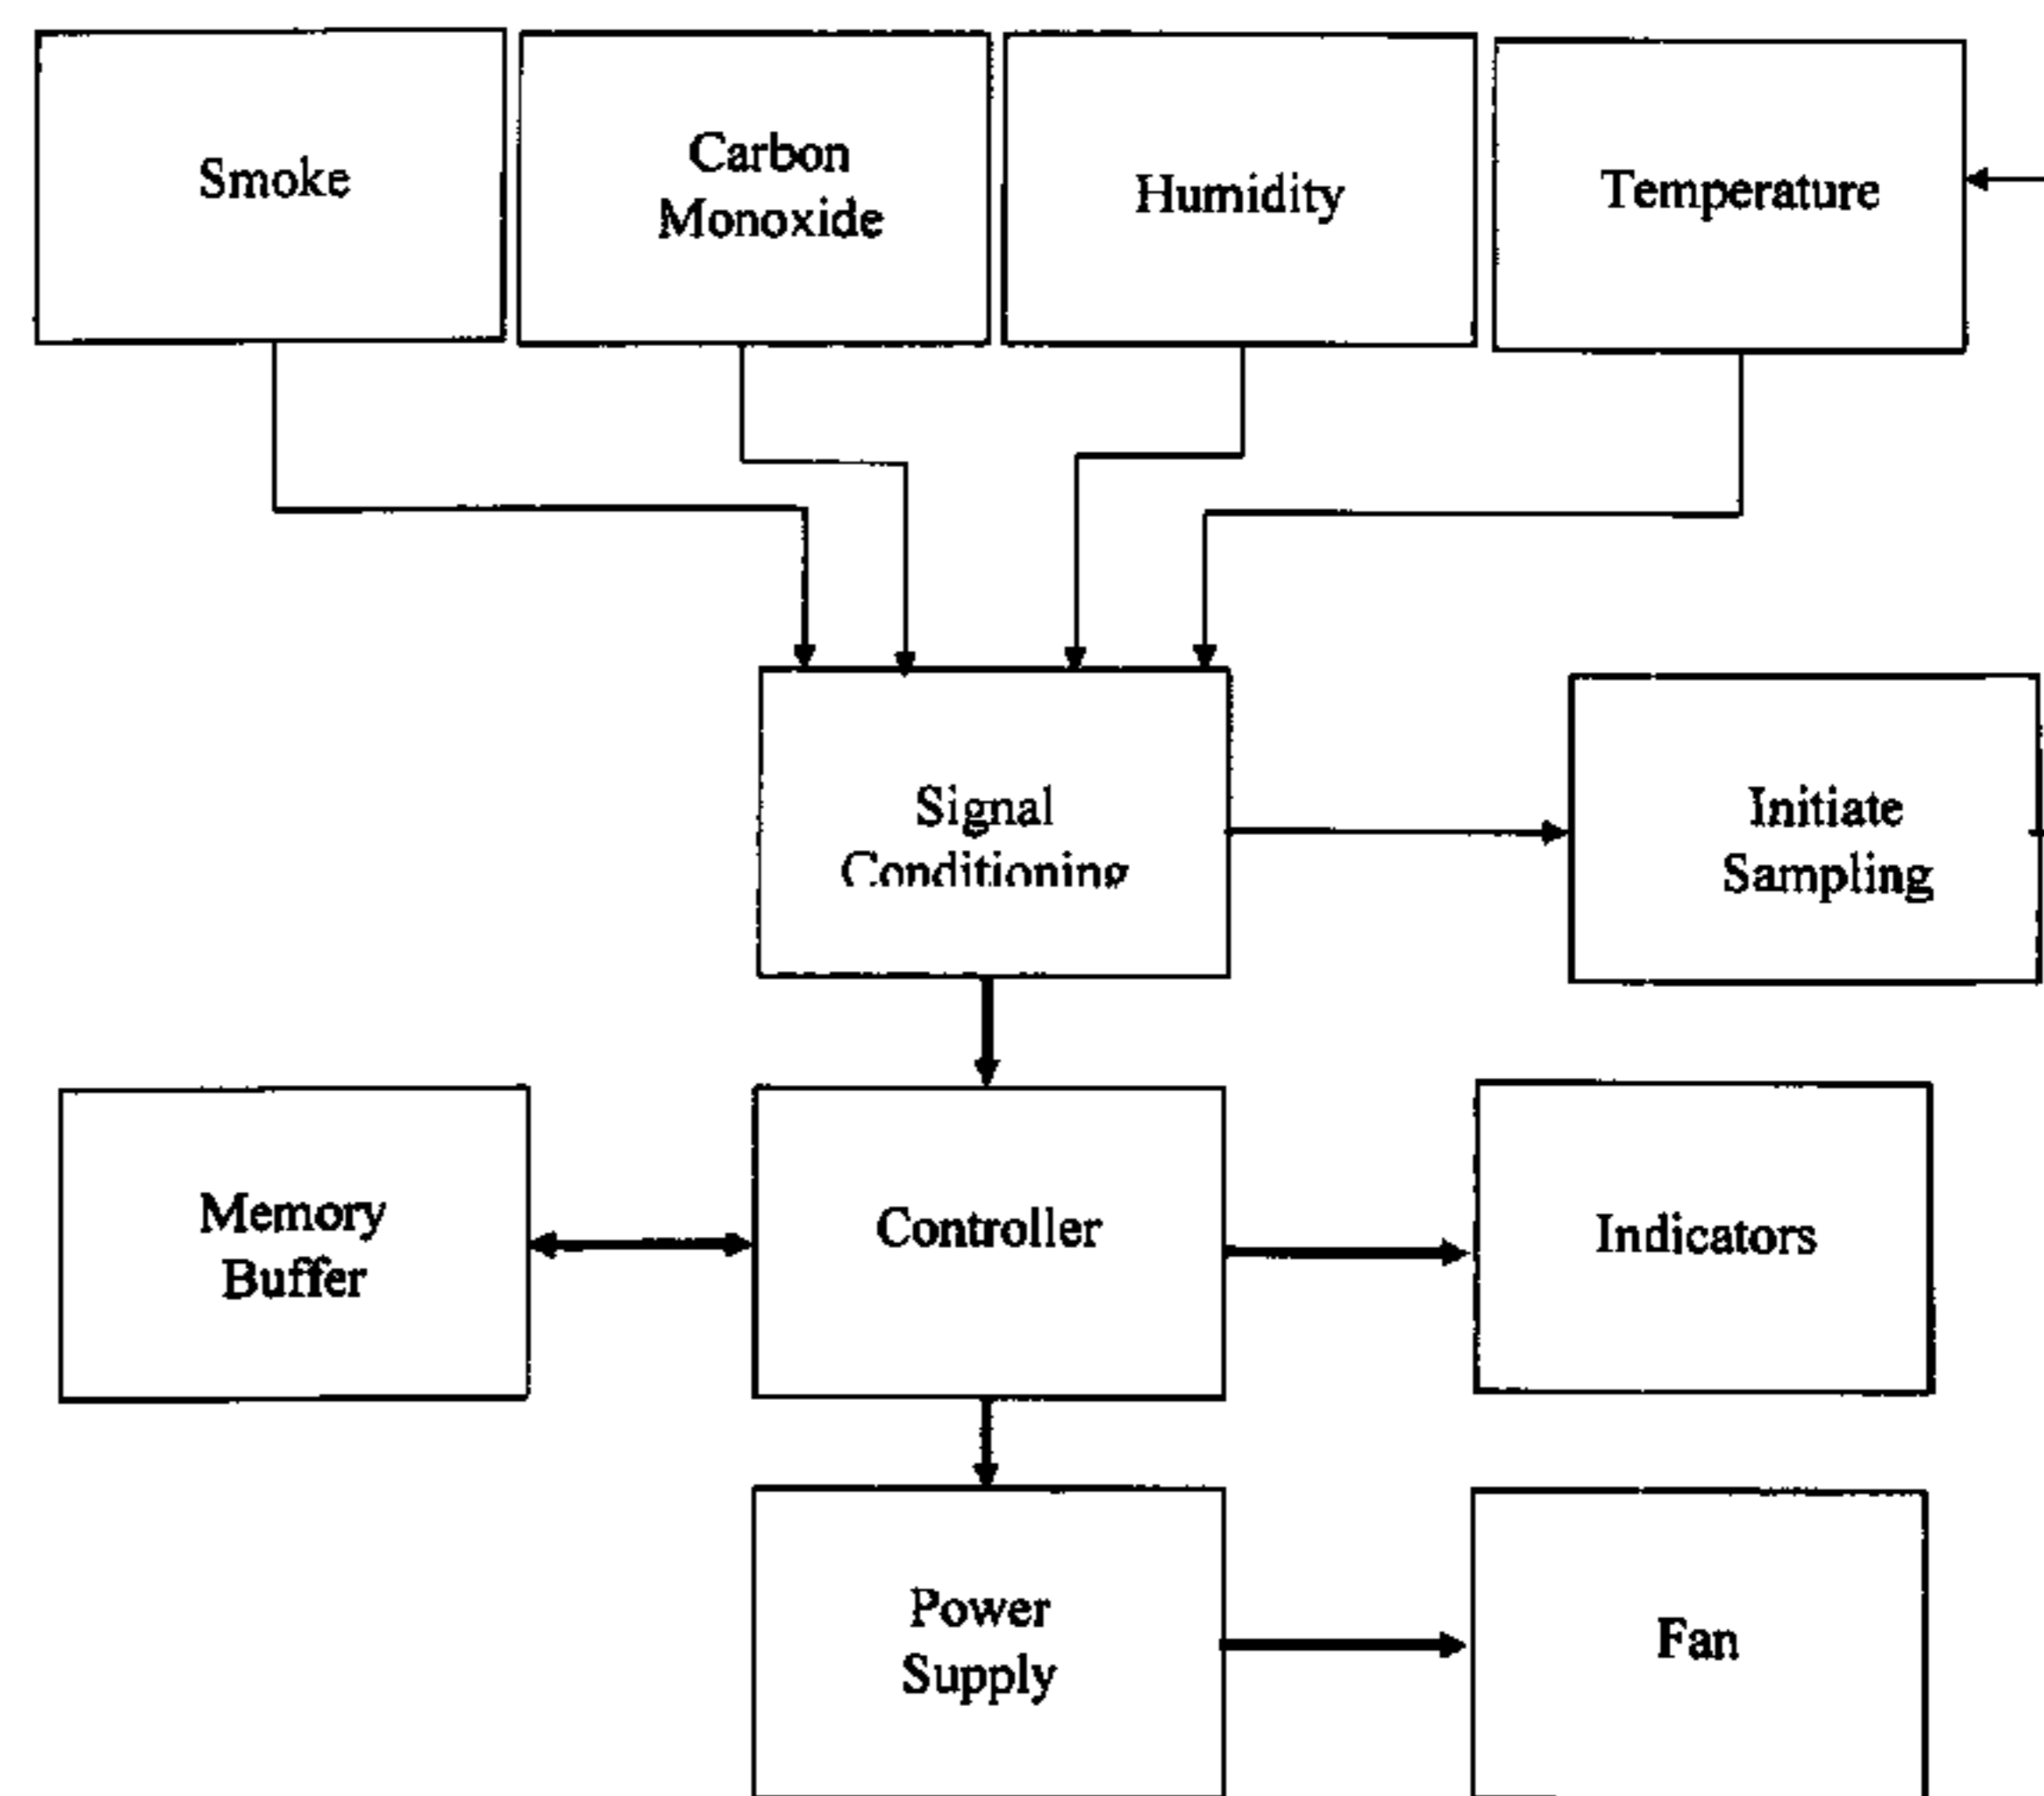 Smoke
Carbon
Monoxide
Humidity
Temperature
Signal
Conditioning
Initiate
Sampling
Memory
Buffer
Controller
Indicators
Power
Supply
Fan